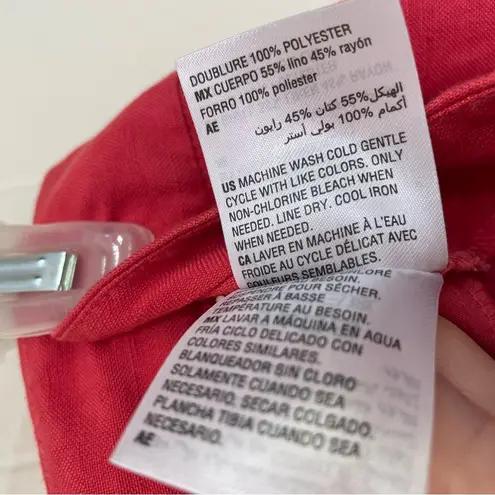 DOUBLURE 100% POLYESTER
MX CUERPO 55% lino 45% rayón
FORRO 100% poliester
AE
الهيكل 55% كتان 45% رايون
أكمام 100% بولي أستر
US MACHINE WASH COLD GENTLE
CYCLE WITH LIKE COLORS. ONLY
NON-CHLORINE BLEACH WHEN
NEEDED. LINE DRY. COOL IRON
WHEN NEEDED.
CA LAVER EN MACHINE À L'EAU
FROIDE AU CYCLE DÉLICAT AVEC
COULEURS SEMBLABLES.
CHLORE
POUR SÉCHER.
REPASSER À BASSE
TEMPÉRATURE AU BESOIN.
MX LAVAR A MÁQUINA EN AGUA
FRÍA CICLO DELICADO CON
COLORES SIMILARES.
BLANQUEADOR SIN CLORO
SOLAMENTE CUANDO SEA
NECESARIO. SECAR COLGADO.
PLANCHA TIBIA CUANDO SEA
NECESARIO.
AE